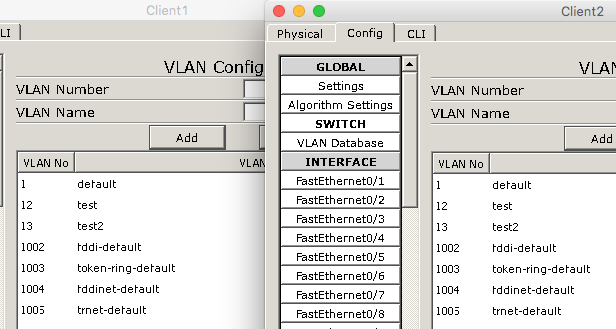 Client1
LI
VLAN Config
VLAN Number
VLAN Name
Add
VLAN No
VL
1 default
12 test
13 test2
1002 fddi-default
1003 token-ring-default
1004 fddinet-default
1005 trnet-default
Client2
Physical Config CLI
GLOBAL
Settings
Algorithm Settings
SWITCH
VLAN Database
INTERFACE
FastEthernet0/1
FastEthernet0/2
FastEthernet0/3
FastEthernet0/4
FastEthernet0/5
FastEthernet0/6
FastEthernet0/7
FastEthernet0/8
VLA
VLAN Number
VLAN Name
Add
VLAN No
1 default
12 test
13 test2
1002 fddi-default
1003 token-ring-default
1004 fddinet-default
1005 trnet-default